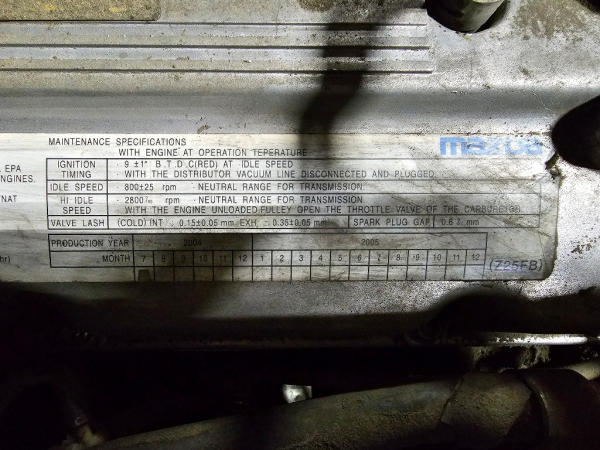 MAINTENANCE SPECIFICATIONS mazda
WITH ENGINE AT OPERATION TEPERATURE
EPA
ENGINES.
IGNITION TIMING · 9 ±1° B.T.D.C(RED) AT IDLE SPEED
· WITH THE DISTRIBUTOR VACUUM LINE DISCONNECTED AND PLUGGED.
IDLE SPEED 800±25 rpm · NEUTRAL RANGE FOR TRANSMISSION
NAT
HI IDLE SPEED 2800 rpm · NEUTRAL RANGE FOR TRANSMISSION
· WITH THE ENGINE UNLOADED.FULLEY OPEN THE THROTTLE VALVE OF THE
VALVE LASH (COLD) INT : 0.15±0.05 mm EXH : 0.35±0.05 mm SPARK PLUG GAP 0.8 mm
PRODUCTION YEAR 2004 2005
hr) MONTH 7 8 9 10 11 12 1 2 3 4 5 6 7 8 9 10 11 12 (Z25FB)